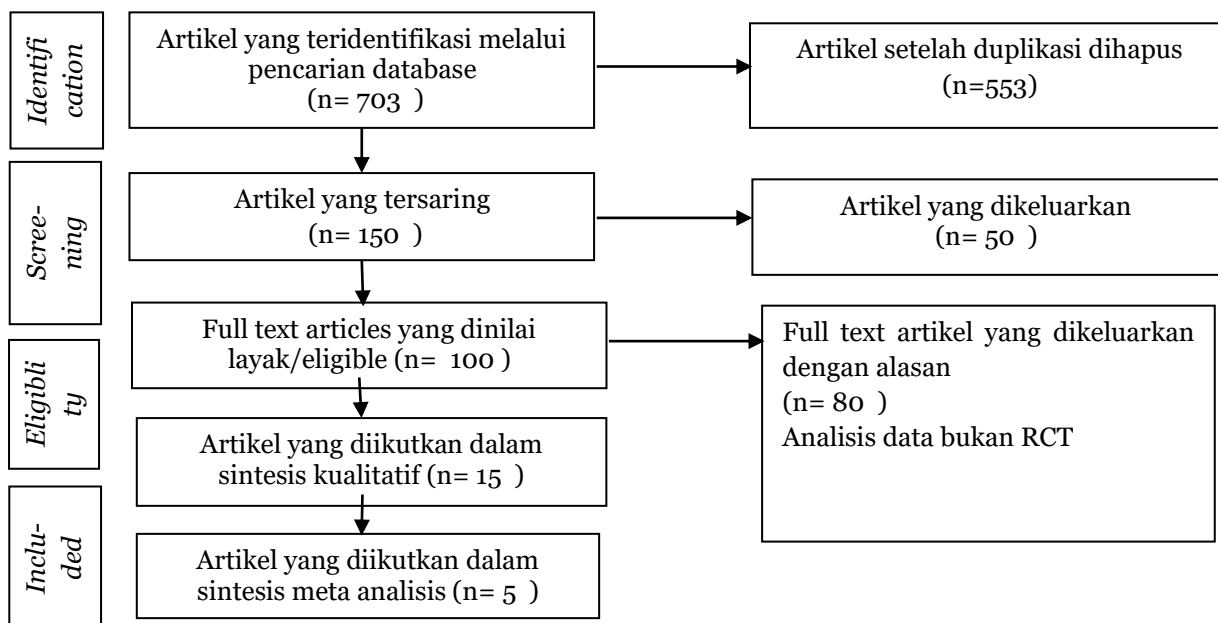 Identifi
cation
Artikel yang teridentifikasi melalui
pencarian database
(n= 703 )
Artikel setelah duplikasi dihapus
(n=553)
Scree-
ning
Artikel yang tersaring
(n= 150 )
Artikel yang dikeluarkan
(n= 50 )
Eligibli
ty
Full text articles yang dinilai
layak/eligible (n= 100 )
Full text artikel yang dikeluarkan
dengan alasan
(n= 80 )
Analisis data bukan RCT
Artikel yang diikutkan dalam
sintesis kualitatif (n= 15 )
Inclu-
ded
Artikel yang diikutkan dalam
sintesis meta analisis (n= 5 )